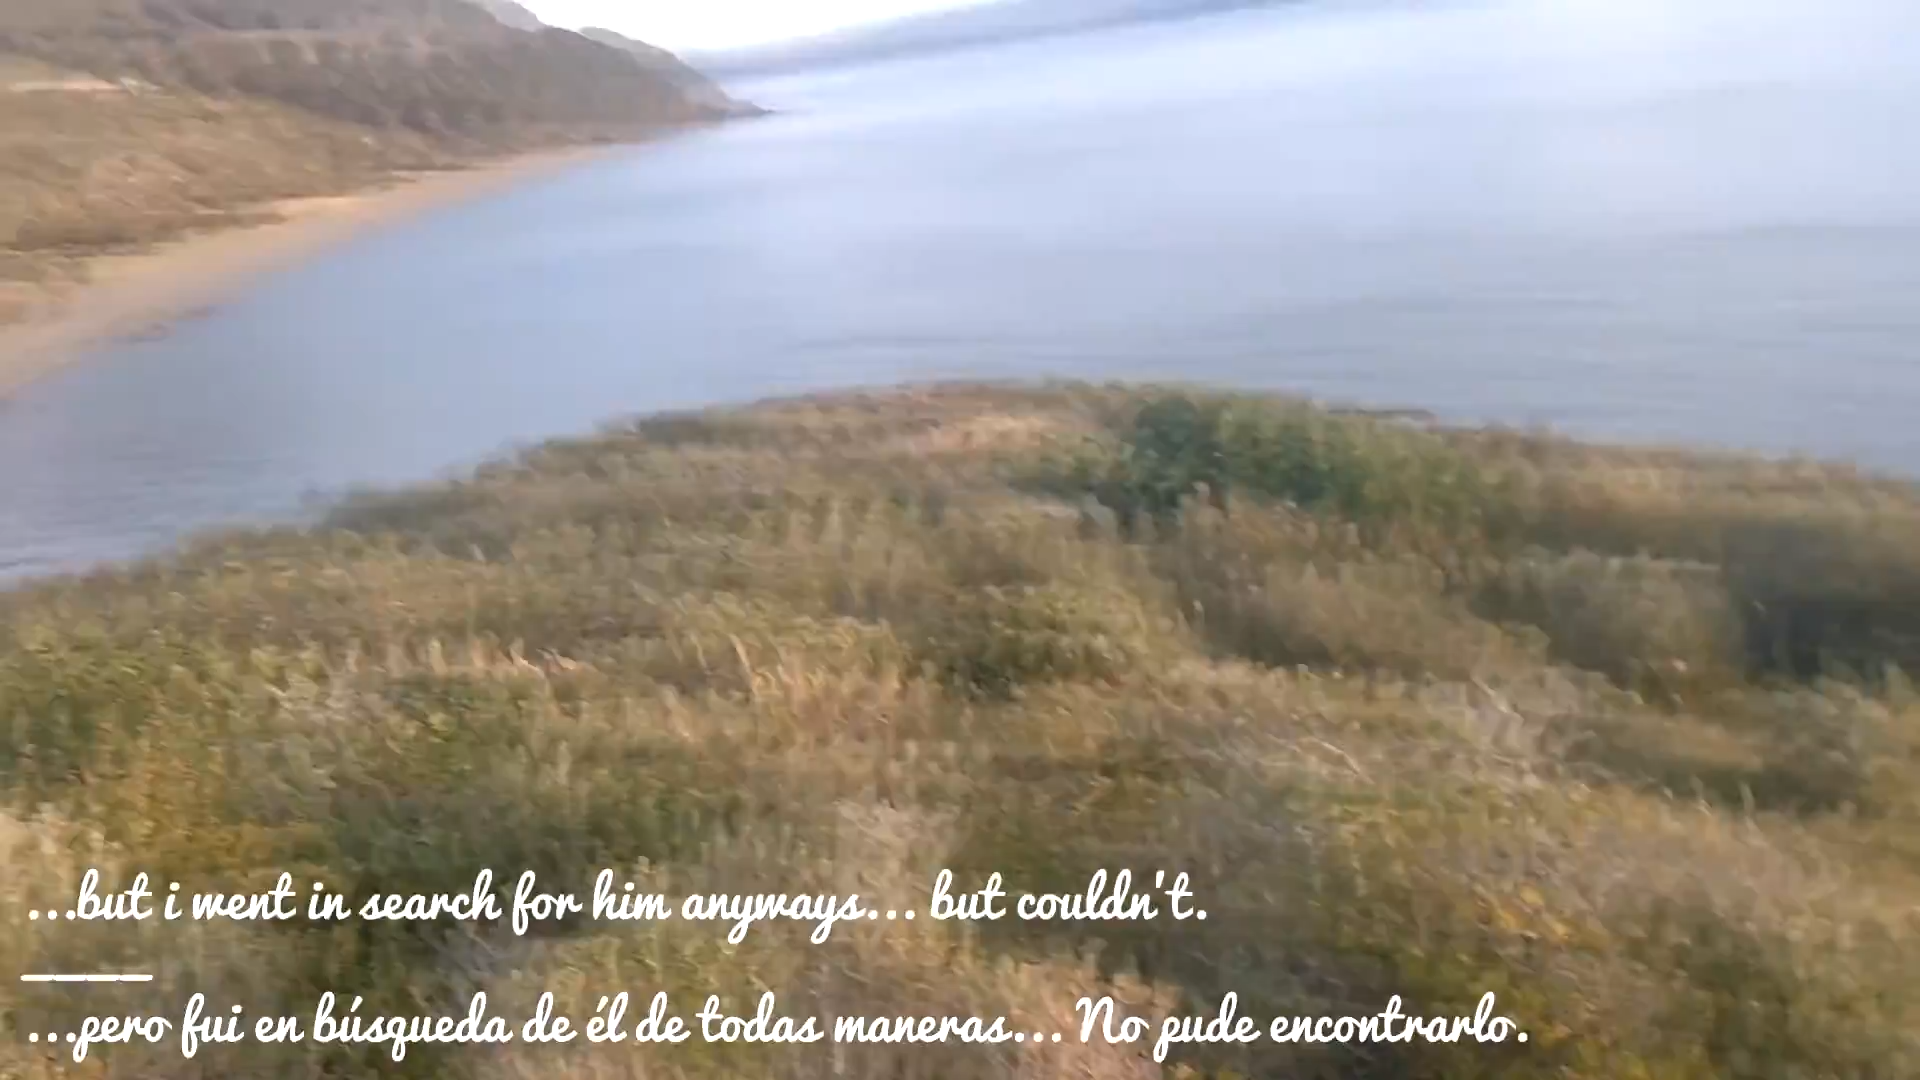 ...but i went in search for him anyways... but couldn't.
____
...pero fui en búsqueda de él de todas maneras... No pude encontrarlo.